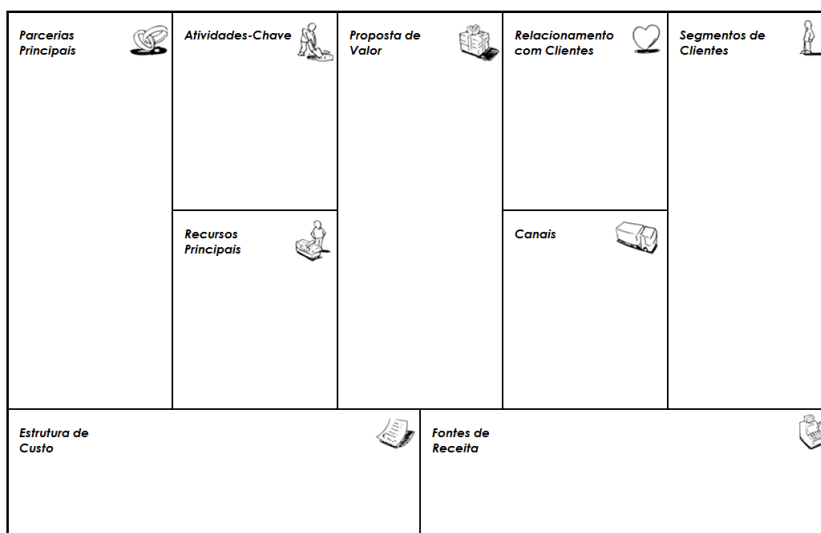 Parcerias
Principais
Atividades-Chave
Proposta de
Valor
Relacionamento
com Clientes
Segmentos de
Clientes
Recursos
Principais
Canais
Estrutura de
Custo
Fontes de
Receita